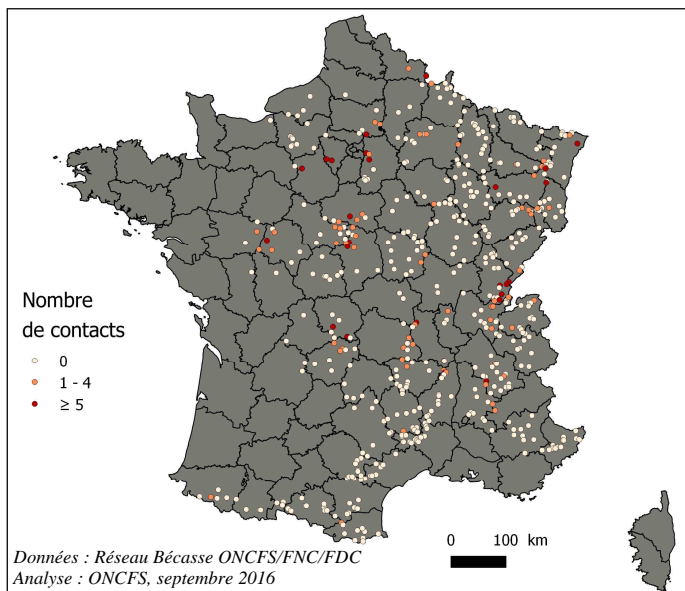 Nombre
de contacts
0
1 - 4
≥ 5
0 100 km
Données : Réseau Bécasse ONCFS/FNC/FDC
Analyse : ONCFS, septembre 2016